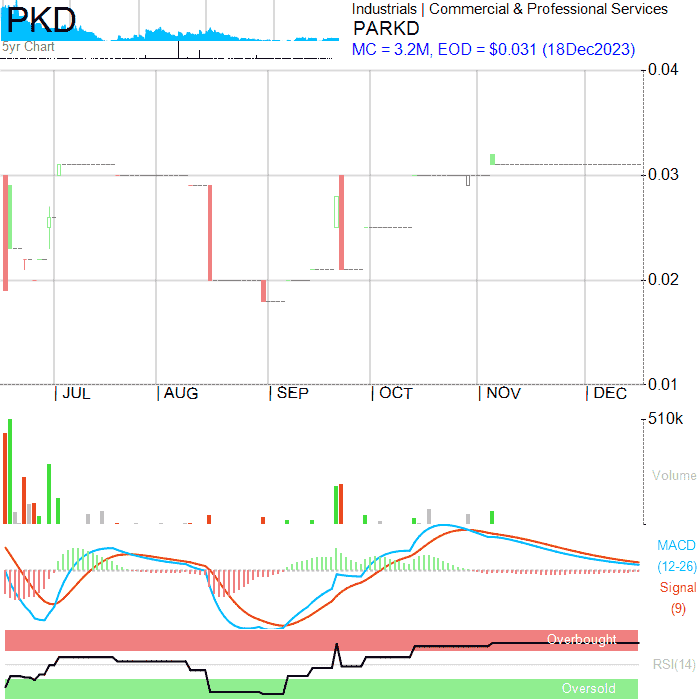 PKD
5yr Chart
Industrials | Commercial & Professional Services
PARKD
MC = 3.2M, EOD = $0.031 (18Dec2023)
0.04
0.03
0.02
0.01
| JUL | AUG | SEP | OCT | NOV | DEC
510k
Volume
MACD
(12-26)
Signal
(9)
Overbought
RSI(14)
Oversold